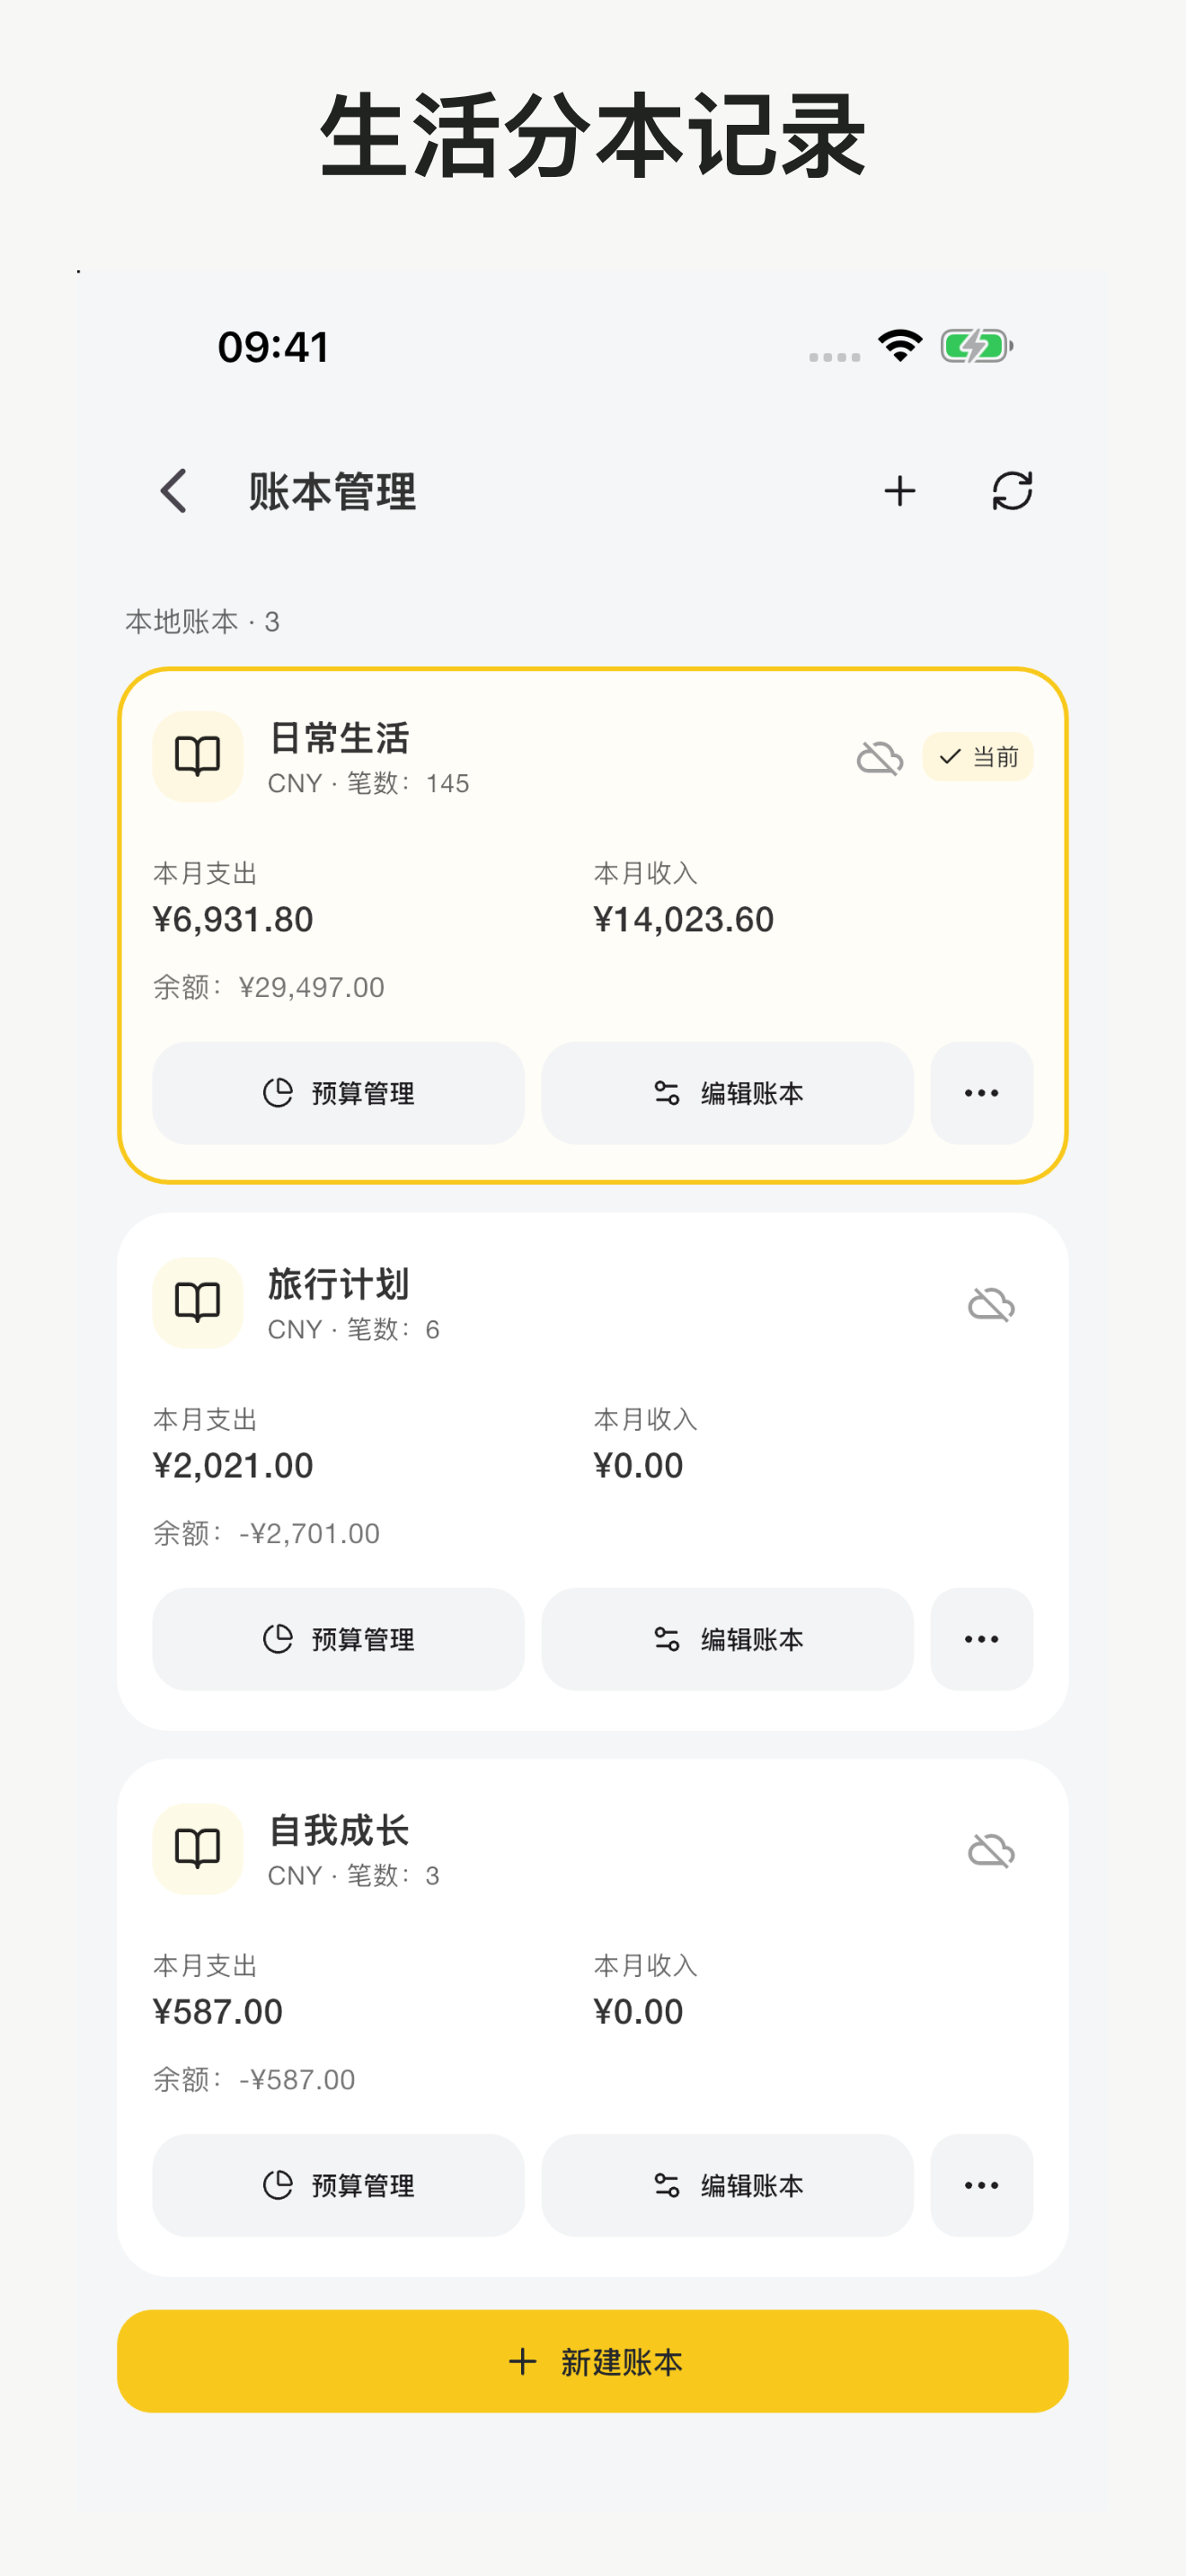 生活分本记录
09:41
账本管理
本地账本 · 3
日常生活
CNY · 笔数：145
当前
本月支出
本月收入
¥6,931.80
¥14,023.60
余额：¥29,497.00
预算管理
编辑账本
旅行计划
CNY · 笔数：6
本月支出
本月收入
¥2,021.00
¥0.00
余额：-¥2,701.00
预算管理
编辑账本
自我成长
CNY · 笔数：3
本月支出
本月收入
¥587.00
¥0.00
余额：-¥587.00
预算管理
编辑账本
新建账本